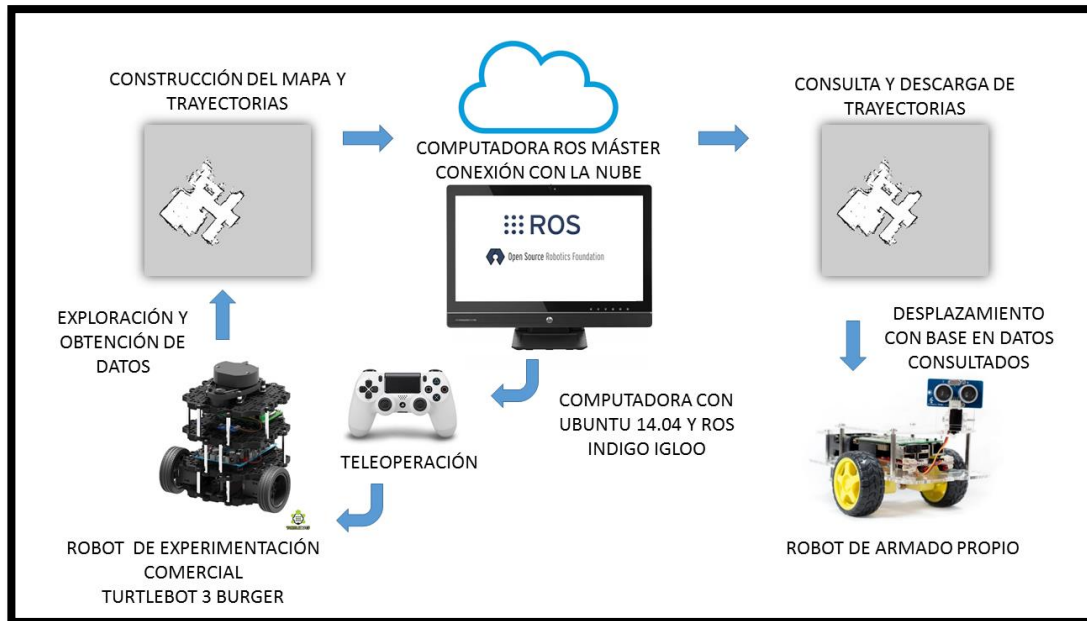 CONSTRUCCIÓN DEL MAPA Y
TRAYECTORIAS
COMPUTADORA ROS MÁSTER
CONEXIÓN CON LA NUBE
CONSULTA Y DESCARGA DE
TRAYECTORIAS
ROS
Open Source Robotics Foundation
EXPLORACIÓN Y
OBTENCIÓN DE
DATOS
TELEOPERACIÓN
COMPUTADORA CON
UBUNTU 14.04 Y ROS
INDIGO IGLOO
DESPLAZAMIENTO
CON BASE EN DATOS
CONSULTADOS
ROBOT DE EXPERIMENTACIÓN
COMERCIAL
TURTLEBOT 3 BURGER
ROBOT DE ARMADO PROPIO